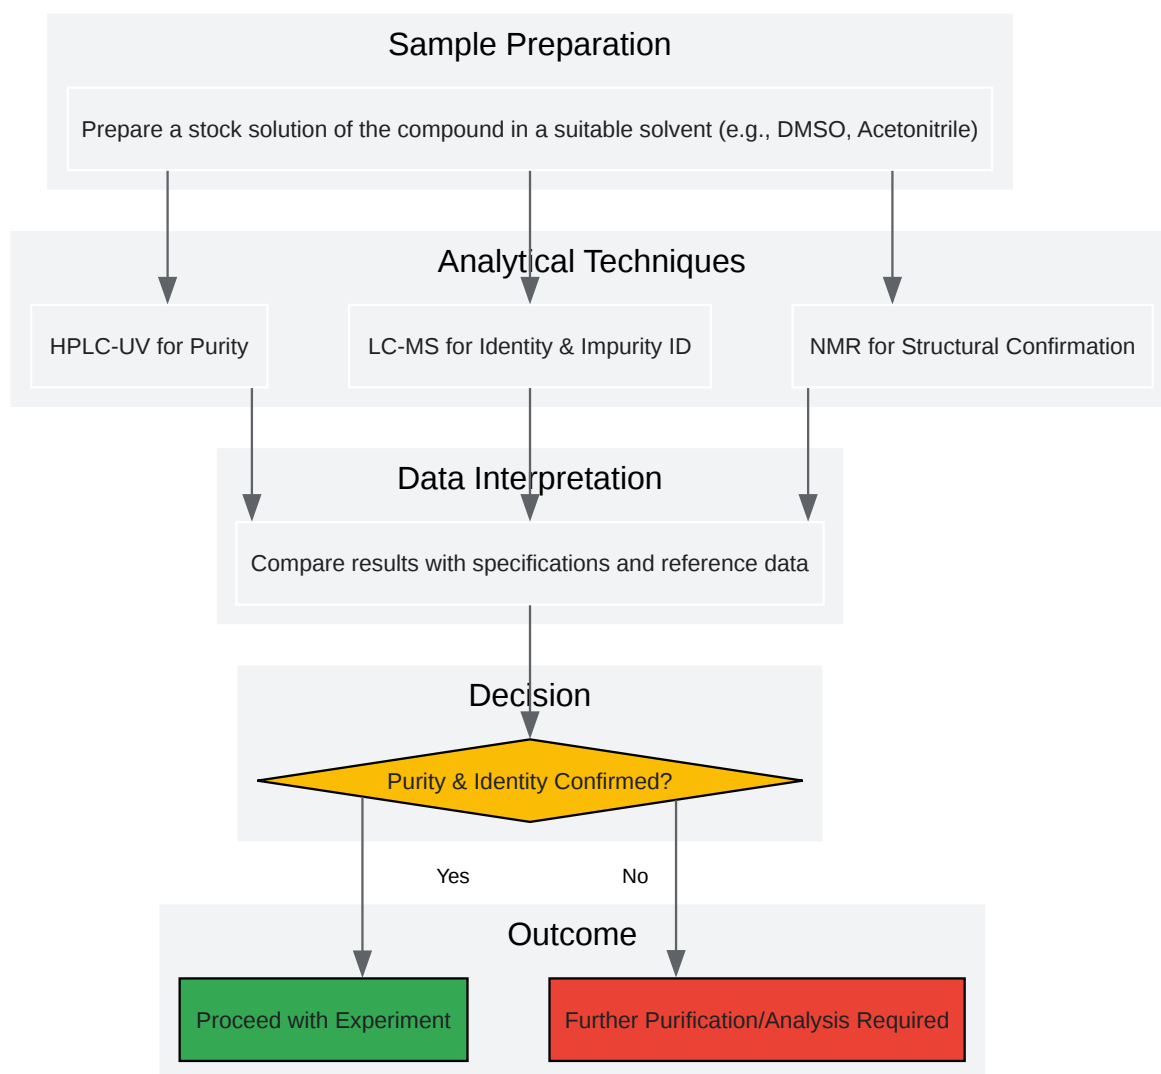 Sample Preparation
Prepare a stock solution of the compound in a suitable solvent (e.g., DMSO, Acetonitrile)
Analytical Techniques
HPLC-UV for Purity
LC-MS for Identity & Impurity ID
NMR for Structural Confirmation
Data Interpretation
Compare results with specifications and reference data
Decision
Purity & Identity Confirmed?
Yes
No
Outcome
Proceed with Experiment
Further Purification/Analysis Required